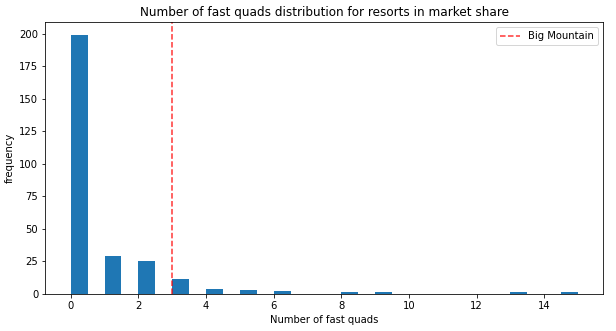 Number of fast quads distribution for resorts in market share
Big Mountain
frequency
200
175
150
125
100
75
50
25
0
0 2 4 6 8 10 12 14
Number of fast quads